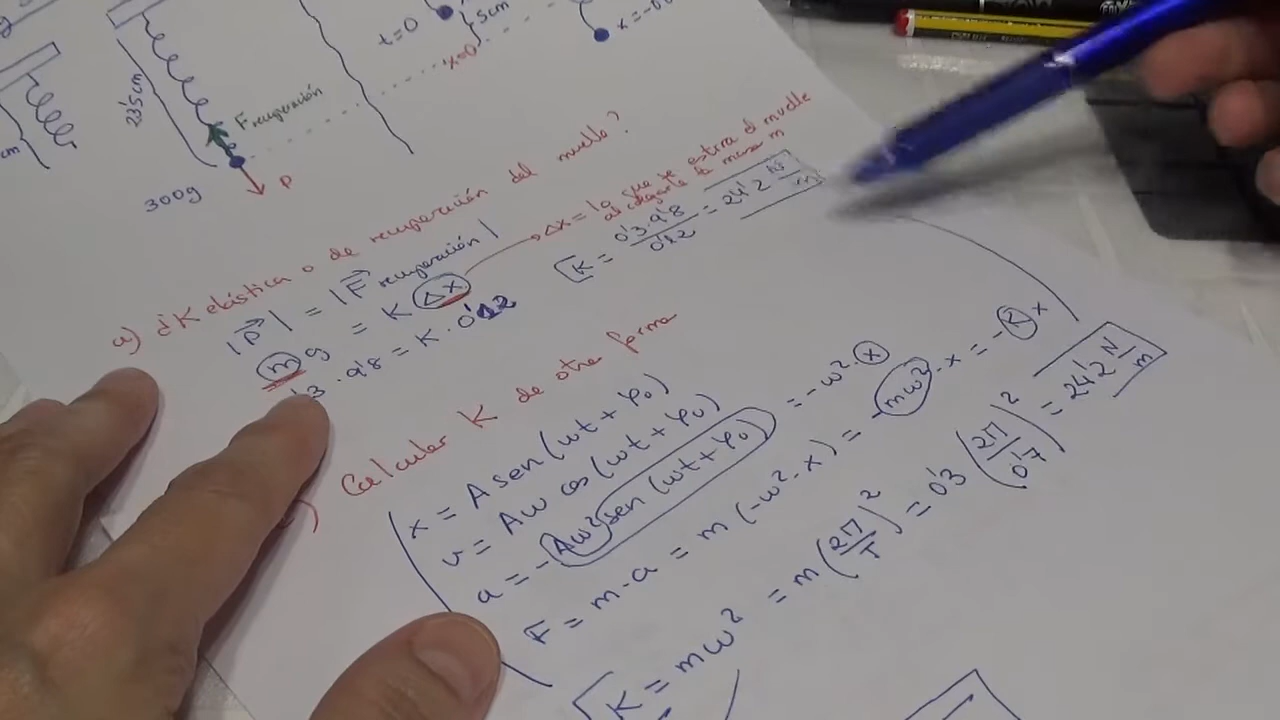 t=0
5cm
x=0
23'5cm
F recuperación
cm
300g
P
a) ¿K elástica o de recuperación del muelle?
|P| = |F recuperación|
Δx = lo que se estira el muelle
al colgarle la masa m
m g = K Δx
0'3 · 9'8 = K · 0'12
K = 0'3·9'8 / 0'12 = 24'2 N/m
Calcular K de otra forma
x = A sen(ωt + φ₀)
v = Aω cos(ωt + φ₀)
a = -Aω² sen(ωt + φ₀) = -ω²·x
F = m·a = m(-ω²·x) = -mω²·x = -K x
K = mω² = m(2π/T)² = 0'3(2π/0'7)² = 24'2 N/m